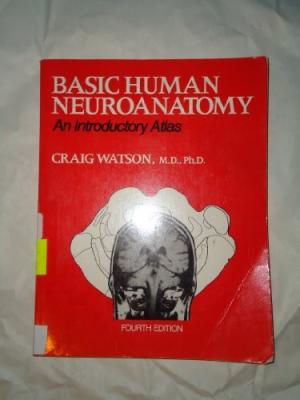 BASIC HUMAN
NEUROANATOMY
An Introductory Atlas
CRAIG WATSON, M.D., Ph.D.
FOURTH EDITION